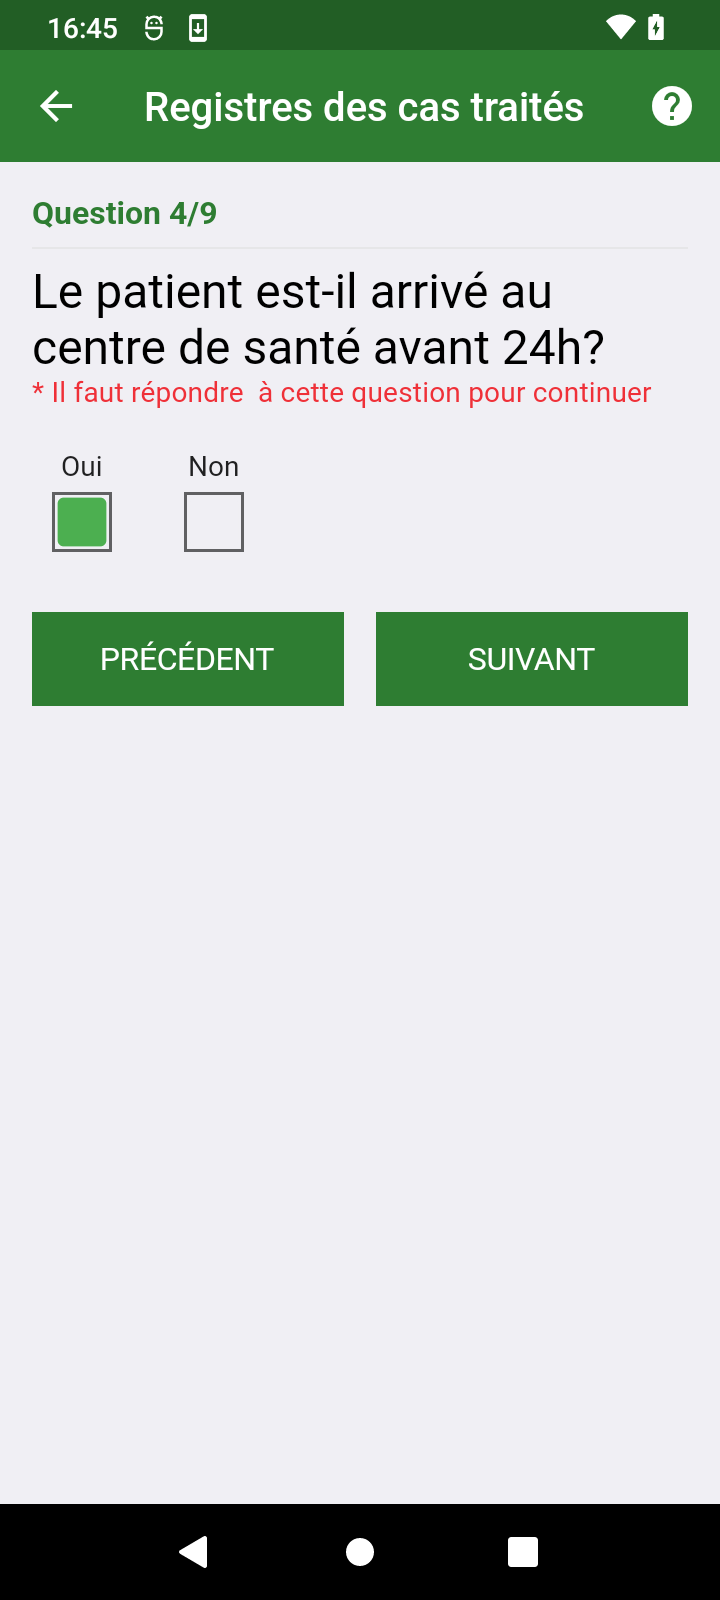 16:45
Registres des cas traités
Question 4/9
Le patient est-il arrivé au
centre de santé avant 24h?
* Il faut répondre  à cette question pour continuer
Oui Non
PRÉCÉDENT SUIVANT